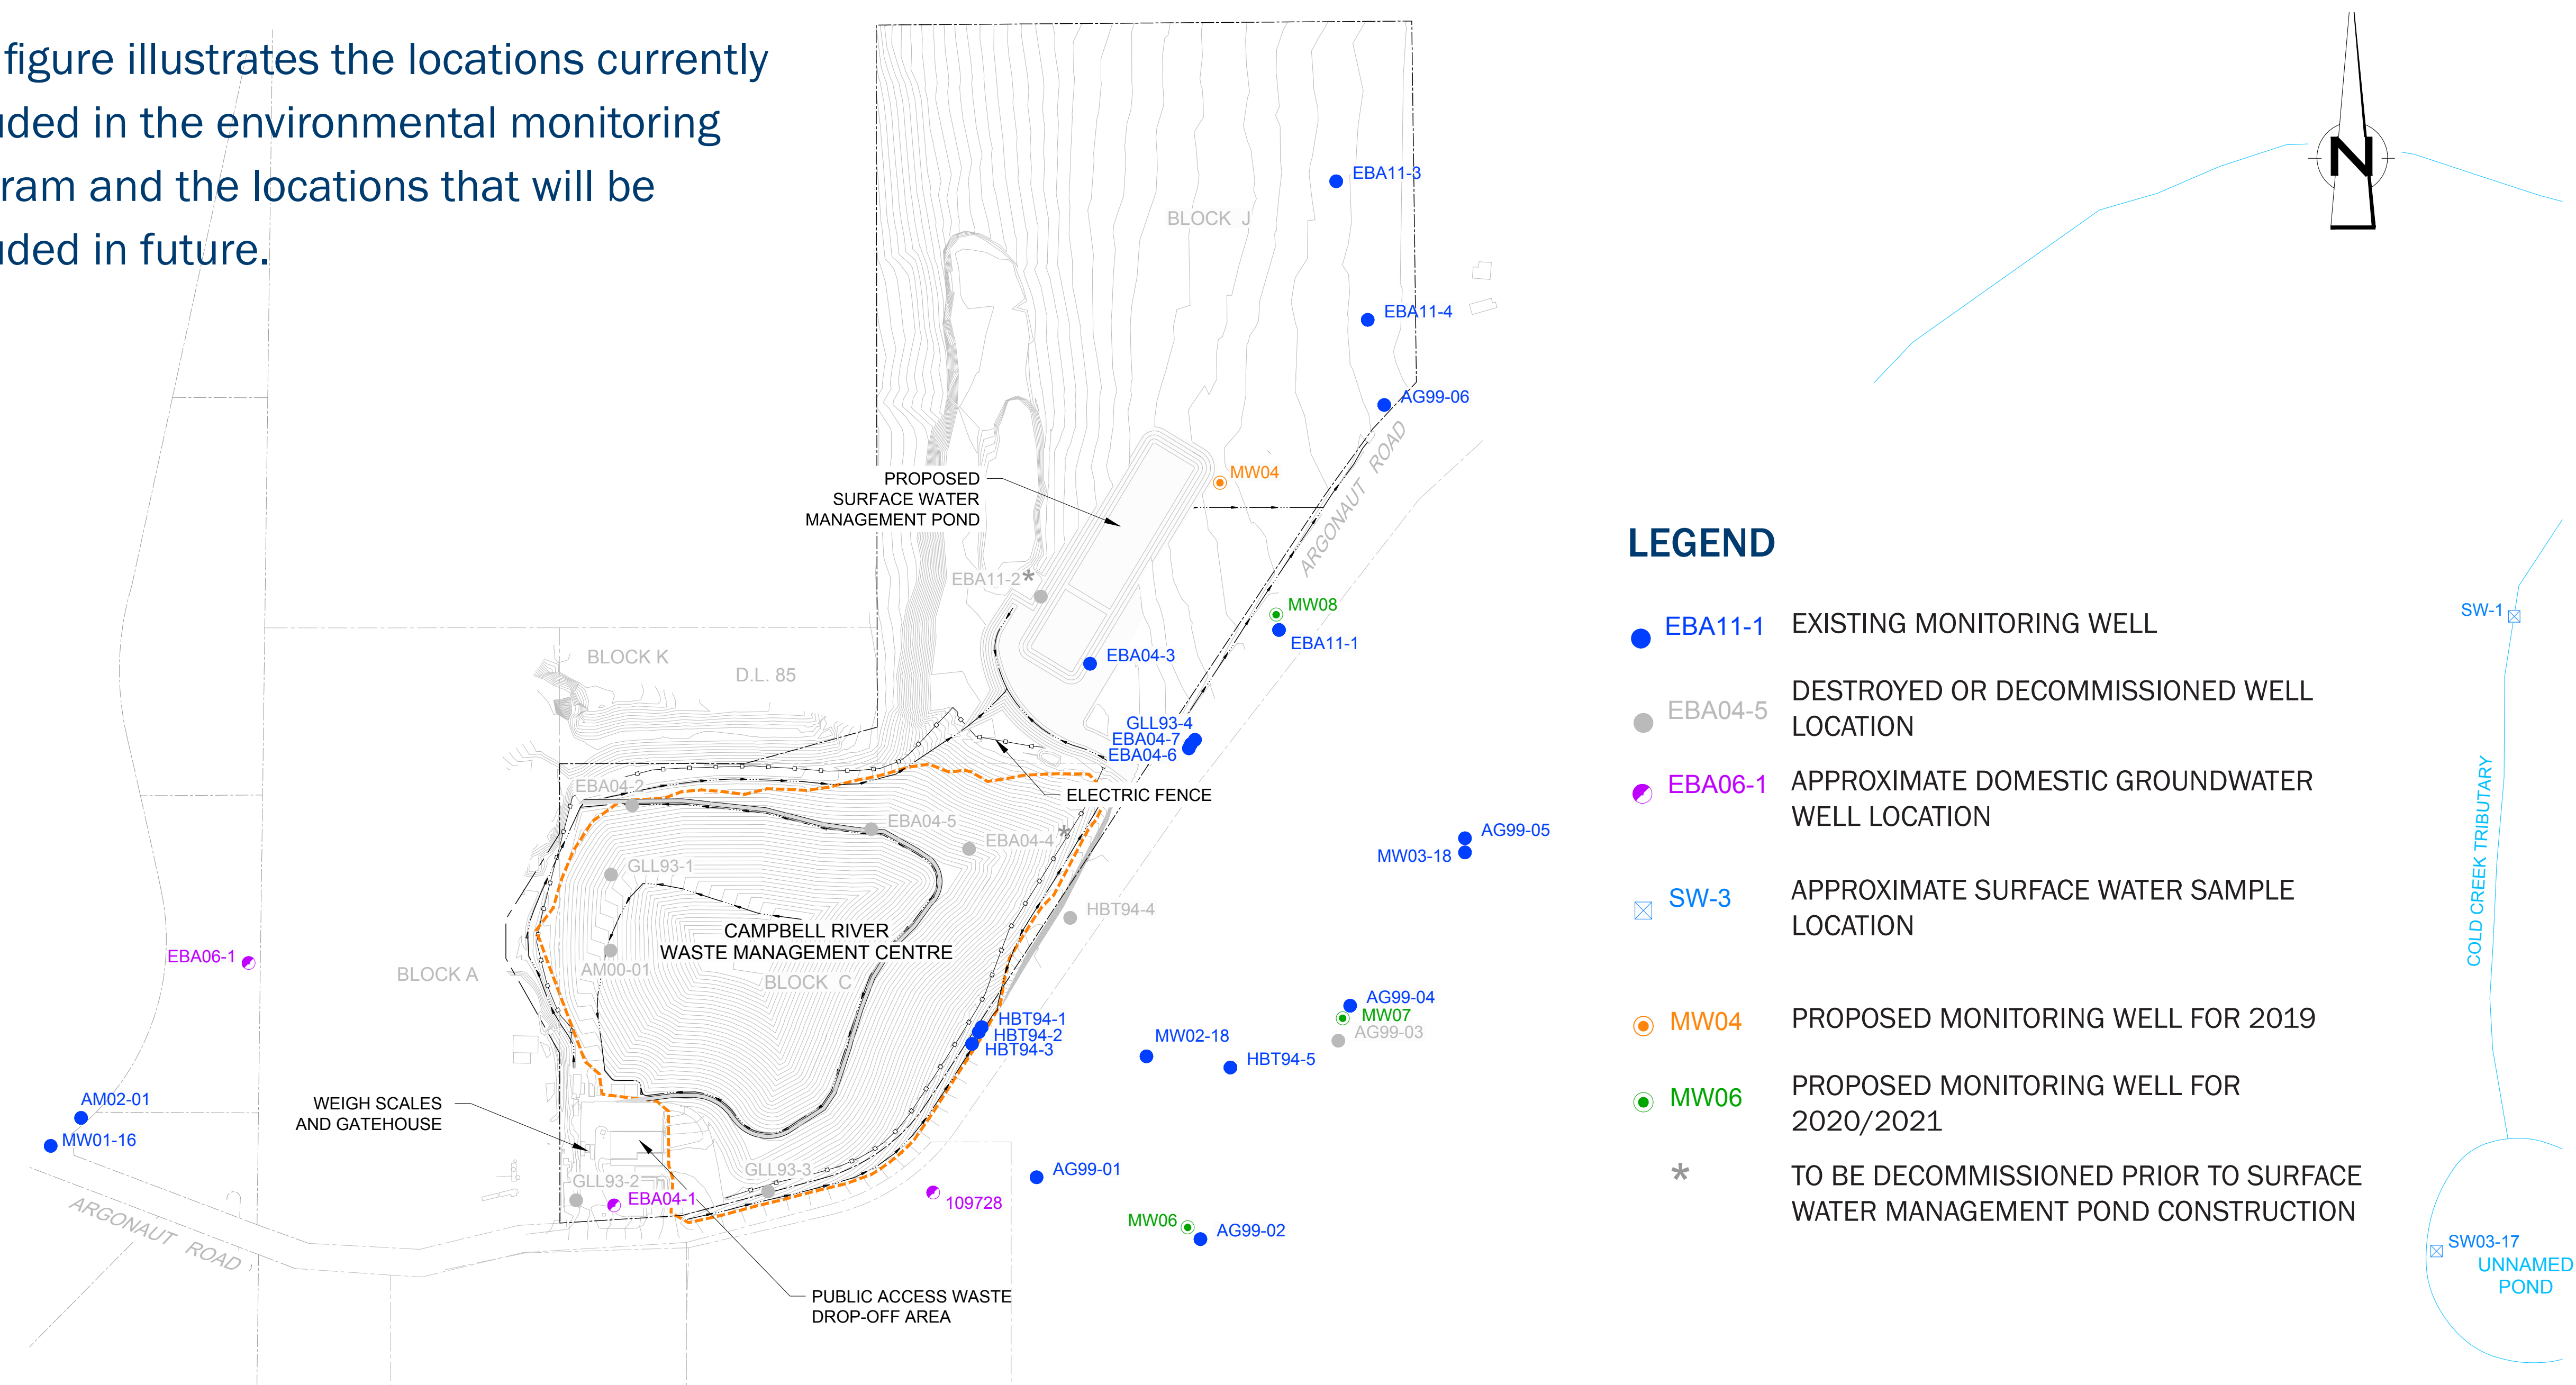 figure illustrates the locations currently
uded in the environmental monitoring
ram and the locations that will be
uded in future.
N
EBA11-3
BLOCK J
EBA11-4
AG99-06
ARGONAUT ROAD
MW04
PROPOSED
SURFACE WATER
MANAGEMENT POND
EBA11-2*
MW08
EBA11-1
EBA04-3
BLOCK K
D.L. 85
GLL93-4
EBA04-7
EBA04-6
ELECTRIC FENCE
EBA04-2
EBA04-5
EBA04-4
*
GLL93-1
HBT94-4
AG99-05
MW03-18
CAMPBELL RIVER
WASTE MANAGEMENT CENTRE
EBA06-1
BLOCK A
AM00-01
BLOCK C
AG99-04
MW07
AG99-03
HBT94-1
HBT94-2
HBT94-3
MW02-18
HBT94-5
AM02-01
MW01-16
WEIGH SCALES
AND GATEHOUSE
GLL93-3
GLL93-2
EBA04-1
109728
AG99-01
MW06
AG99-02
ARGONAUT ROAD
PUBLIC ACCESS WASTE
DROP-OFF AREA
LEGEND
EBA11-1 EXISTING MONITORING WELL
EBA04-5 DESTROYED OR DECOMMISSIONED WELL
LOCATION
EBA06-1 APPROXIMATE DOMESTIC GROUNDWATER
WELL LOCATION
SW-3 APPROXIMATE SURFACE WATER SAMPLE
LOCATION
MW04 PROPOSED MONITORING WELL FOR 2019
MW06 PROPOSED MONITORING WELL FOR
2020/2021
* TO BE DECOMMISSIONED PRIOR TO SURFACE
WATER MANAGEMENT POND CONSTRUCTION
SW-1
COLD CREEK TRIBUTARY
SW03-17
UNNAMED
POND